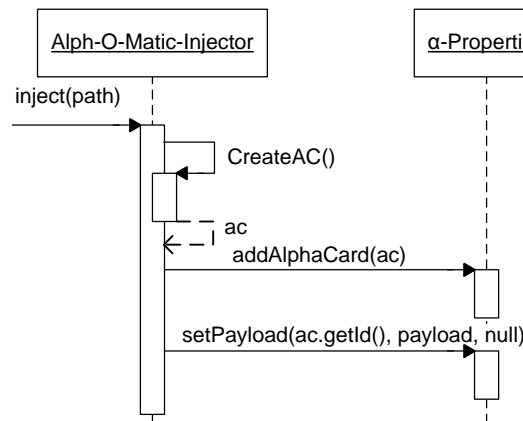 Alph-O-Matic-Injector
α-Properti
inject(path)
CreateAC()
ac
addAlphaCard(ac)
setPayload(ac.getId(), payload, null)